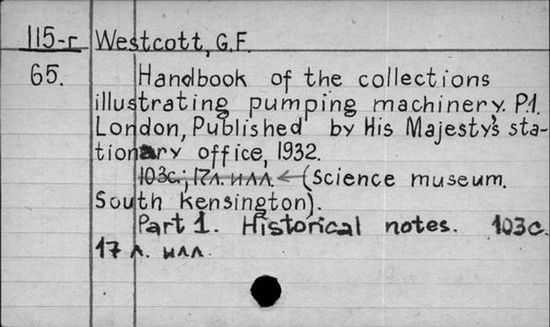 115-г Westcott, G.F.
65. Handbook of the collections
illustrating pumping machinery. P.1.
London, Published by His Majesty's sta-
tionary office, 1932.
103с.; 17л. илл. ← (Science museum.
South Kensington).
Part 1. Historical notes. 103с.
17 л. илл.